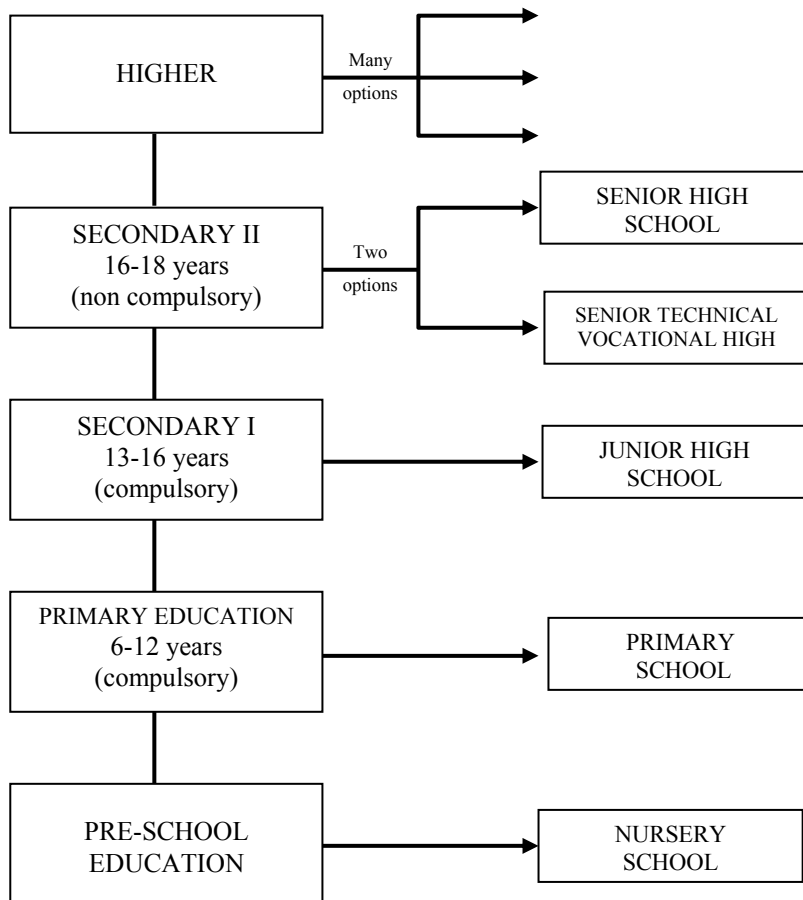 HIGHER
Many
options
SECONDARY II
16-18 years
(non compulsory)
Two
options
SENIOR HIGH
SCHOOL
SENIOR TECHNICAL
VOCATIONAL HIGH
SECONDARY I
13-16 years
(compulsory)
JUNIOR HIGH
SCHOOL
PRIMARY EDUCATION
6-12 years
(compulsory)
PRIMARY
SCHOOL
PRE-SCHOOL
EDUCATION
NURSERY
SCHOOL